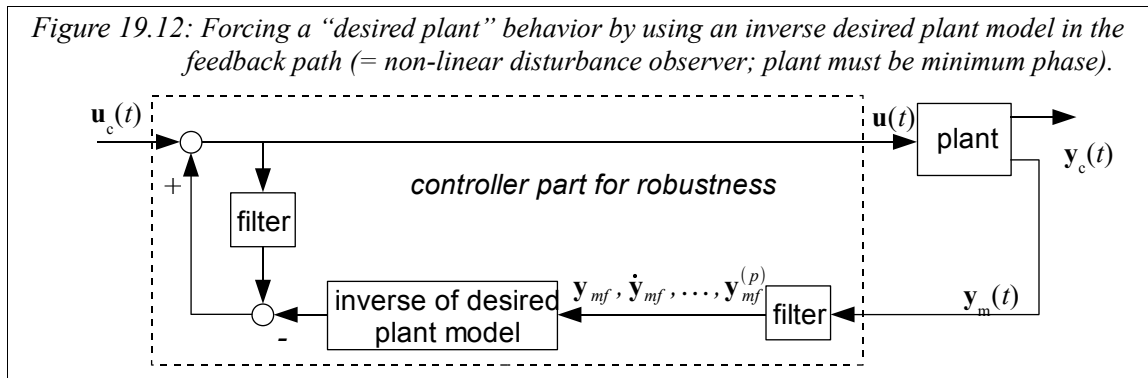 Figure 19.12: Forcing a “desired plant” behavior by using an inverse desired plant model in the
feedback path (= non-linear disturbance observer; plant must be minimum phase).
u_c(t)
u(t)
plant
y_c(t)
+
controller part for robustness
filter
inverse of desired
plant model
-
y_mf, ẏ_mf, ..., y_mf^(p)
filter
y_m(t)